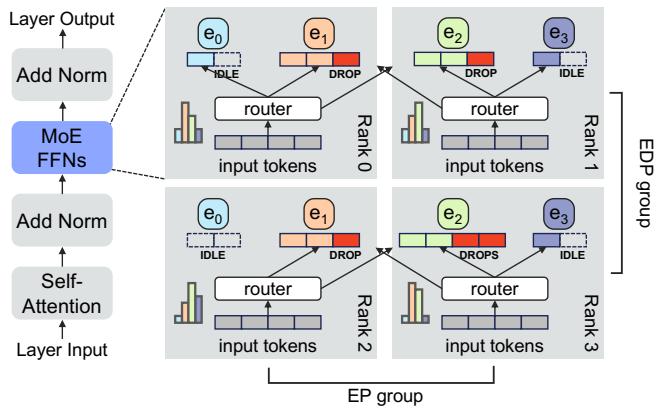 Layer Output
Add Norm
MoE
FFNs
Add Norm
Self-
Attention
Layer Input
e0
e1
IDLE
DROP
router
input tokens
Rank 0
e2
e3
DROP
IDLE
router
input tokens
Rank 1
e0
e1
IDLE
DROP
router
input tokens
Rank 2
e2
e3
DROPS
IDLE
router
input tokens
Rank 3
EDP group
EP group